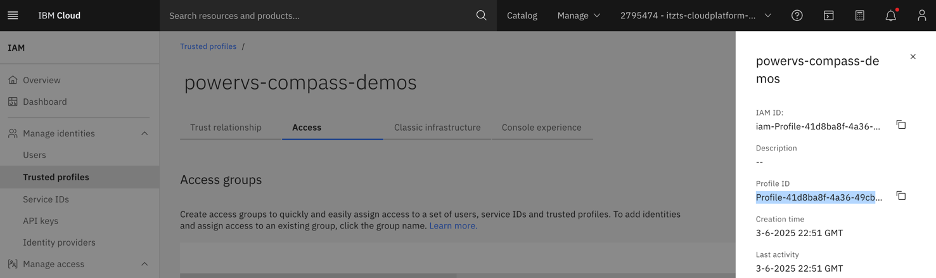 IBM Cloud
Search resources and products...
Catalog
Manage
2795474 - itzts-cloudplatform-...
IAM
Overview
Dashboard
Manage identities
Users
Trusted profiles
Service IDs
API keys
Identity providers
Manage access
Trusted profiles /
powervs-compass-demos
Trust relationship
Access
Classic infrastructure
Console experience
Access groups
Create access groups to quickly and easily assign access to a set of users, service IDs and trusted profiles. To add identities
and assign access to an existing group, click the group name. Learn more.
powervs-compass-de
mos
IAM ID:
iam-Profile-41d8ba8f-4a36-...
Description
--
Profile ID
Profile-41d8ba8f-4a36-49cb...
Creation time
3-6-2025 22:51 GMT
Last activity
3-6-2025 22:51 GMT